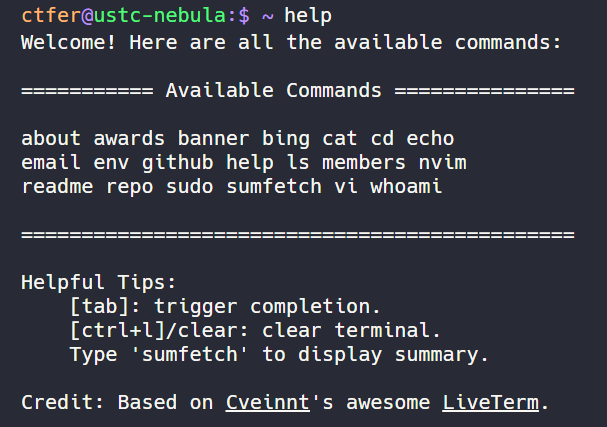 ctfer@ustc-nebula:$ ~ help
Welcome! Here are all the available commands:
=========== Available Commands ===============
about awards banner bing cat cd echo
email env github help ls members nvim
readme repo sudo sumfetch vi whoami
==============================================
Helpful Tips:
    [tab]: trigger completion.
    [ctrl+l]/clear: clear terminal.
    Type 'sumfetch' to display summary.
Credit: Based on Cveinnt's awesome LiveTerm.